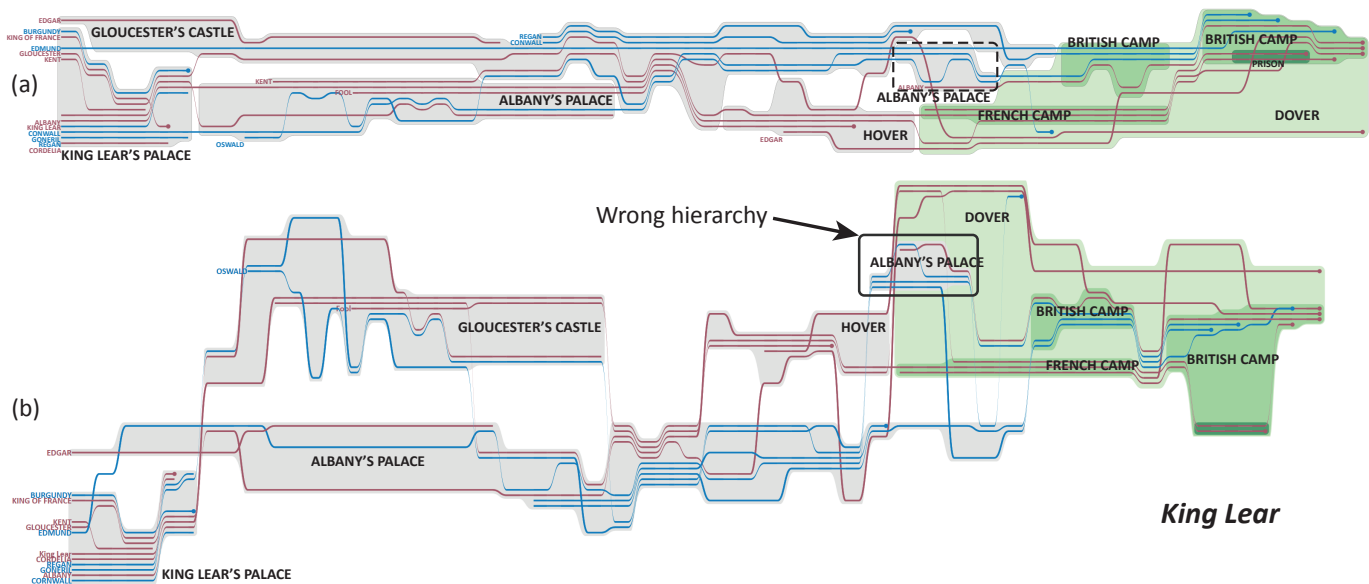 EDGAR
BURGUNDY
KING OF FRANCE
GLOUCESTER'S CASTLE
REGAN
CONWALL
EDMUND
GLOUCESTER
KENT
BRITISH CAMP
BRITISH CAMP
PRISON
(a)
KENT
FOOL
ALBANY'S PALACE
ALBANY
ALBANY'S PALACE
FRENCH CAMP
DOVER
ALBANY
KING LEAR
CONWALL
GONERIL
REGAN
CORDELIA
KING LEAR'S PALACE
OSWALD
EDGAR
HOVER
Wrong hierarchy
DOVER
OSWALD
ALBANY'S PALACE
Fool
GLOUCESTER'S CASTLE
HOVER
BRITISH CAMP
FRENCH CAMP
BRITISH CAMP
(b)
EDGAR
ALBANY'S PALACE
BURGUNDY
KING OF FRANCE
KENT
GLOUCESTER
EDMUND
King Lear
King Lear
CORDELIA
REGAN
GONERIL
ALBANY
CORNWALL
KING LEAR'S PALACE